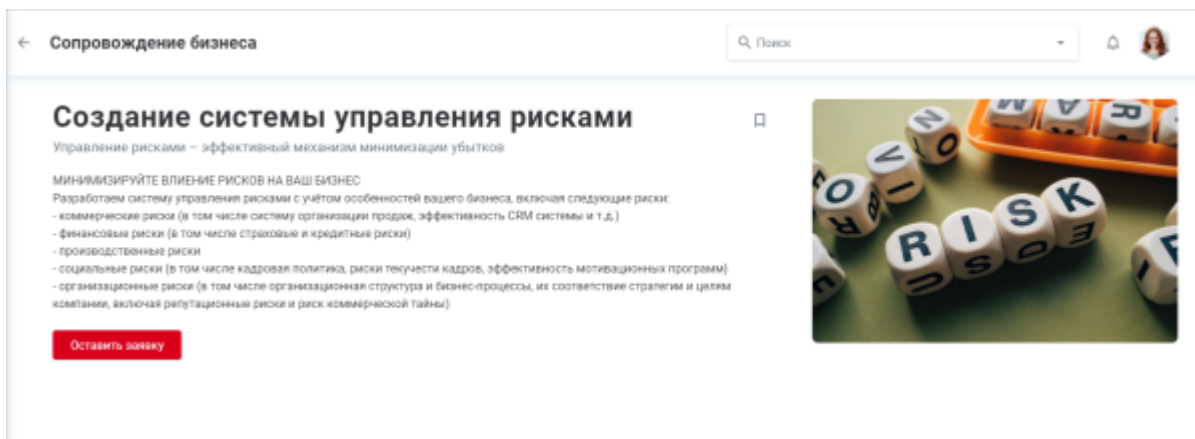 Сопровождение бизнеса
Поиск
Создание системы управления рисками
Управление рисками – эффективный механизм минимизации убытков
МИНИМИЗИРУЙТЕ ВЛИЕНИЕ РИСКОВ НА ВАШ БИЗНЕС
Разработаем систему управления рисками с учётом особенностей вашего бизнеса, включая следующие риски:
- коммерческие риски (в том числе систему организации продаж, эффективность CRM системы и т.д.)
- финансовые риски (в том числе страховые и кредитные риски)
- производственные риски
- социальные риски (в том числе кадровая политика, риски текучести кадров, эффективность мотивационных программ)
- организационные риски (в том числе организационная структура и бизнес-процессы, их соответствие стратегии и целям
компании, включая репутационные риски и риск коммерческой тайны)
Оставить заявку
RISK